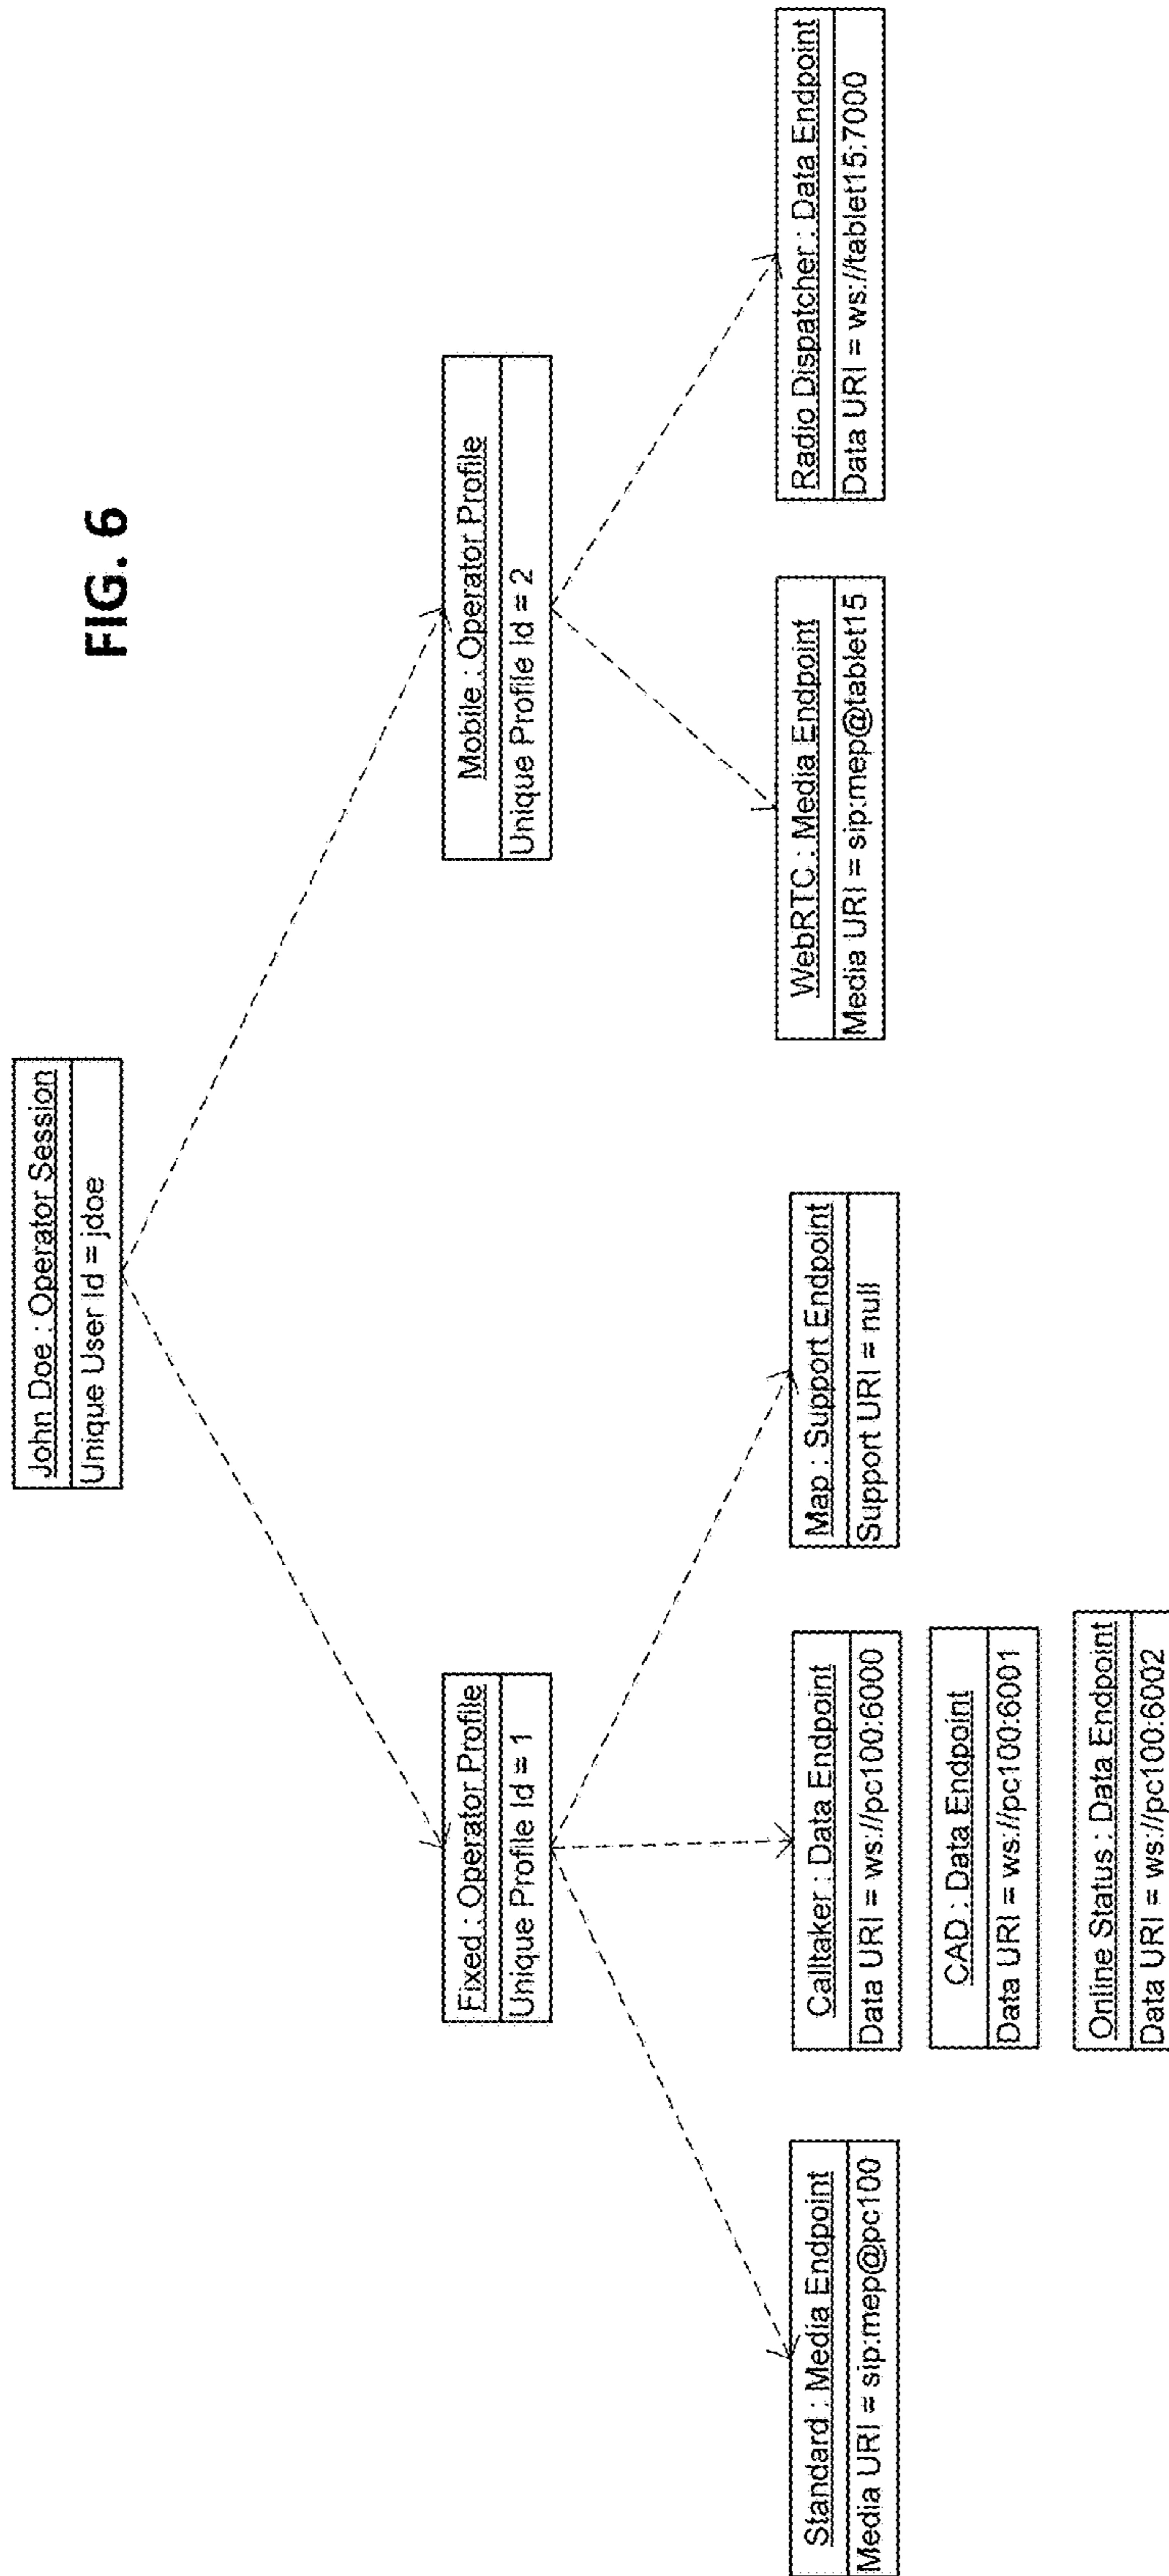 FIG. 6
John Doe : Operator Session
Unique User Id = jdoe
Fixed : Operator Profile
Unique Profile Id = 1
Mobile : Operator Profile
Unique Profile Id = 2
Standard : Media Endpoint
Media URI = sip:mep@pc100
Calltaker : Data Endpoint
Data URI = ws://pc100:6000
CAD : Data Endpoint
Data URI = ws://pc100:6001
Online Status : Data Endpoint
Data URI = ws://pc100:6002
Map : Support Endpoint
Support URI = null
WebRTC : Media Endpoint
Media URI = sip:mep@tablet15
Radio Dispatcher : Data Endpoint
Data URI = ws://tablet15:7000